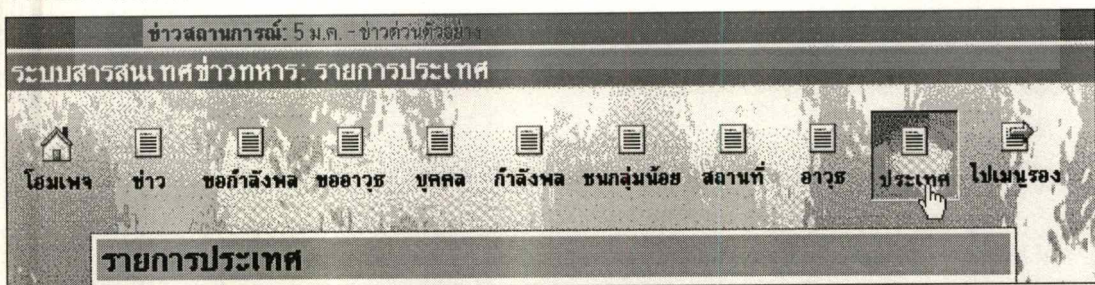 ข่าวสถานการณ์: 5 ม.ค. - ข่าวด่วนตัวอย่าง
ระบบสารสนเทศข่าวทหาร: รายการประเทศ
โฮมเพจ ข่าว ขอกำลังพล ขออาวุธ บุคคล กำลังพล ชนกลุ่มน้อย สถานที่ อาวุธ ประเทศ ไปเมนูรอง
รายการประเทศ